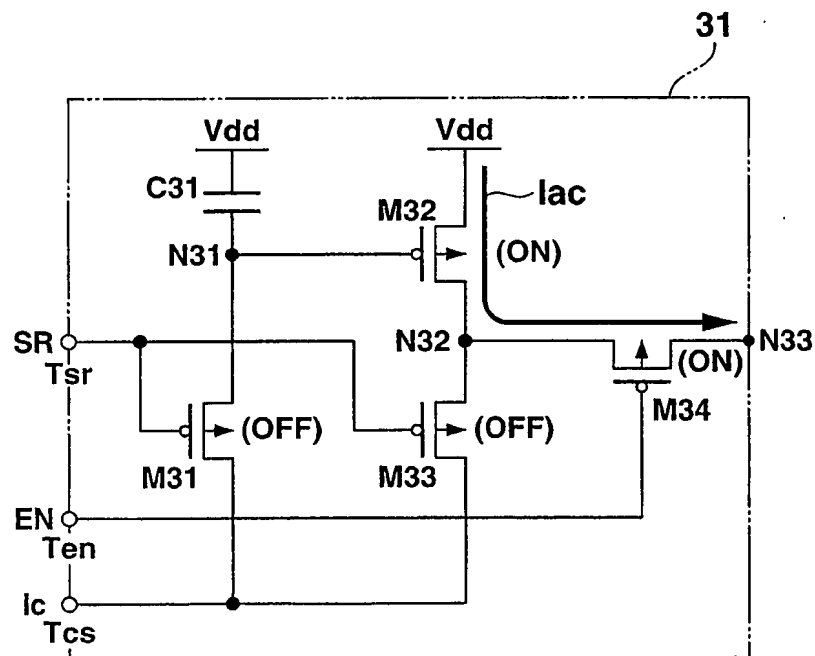 31
Vdd
Vdd
C31
M32
Iac
N31
(ON)
SR
Tsr
N32
N33
(ON)
M34
(OFF)
(OFF)
M31
M33
EN
Ten
Ic
Tcs